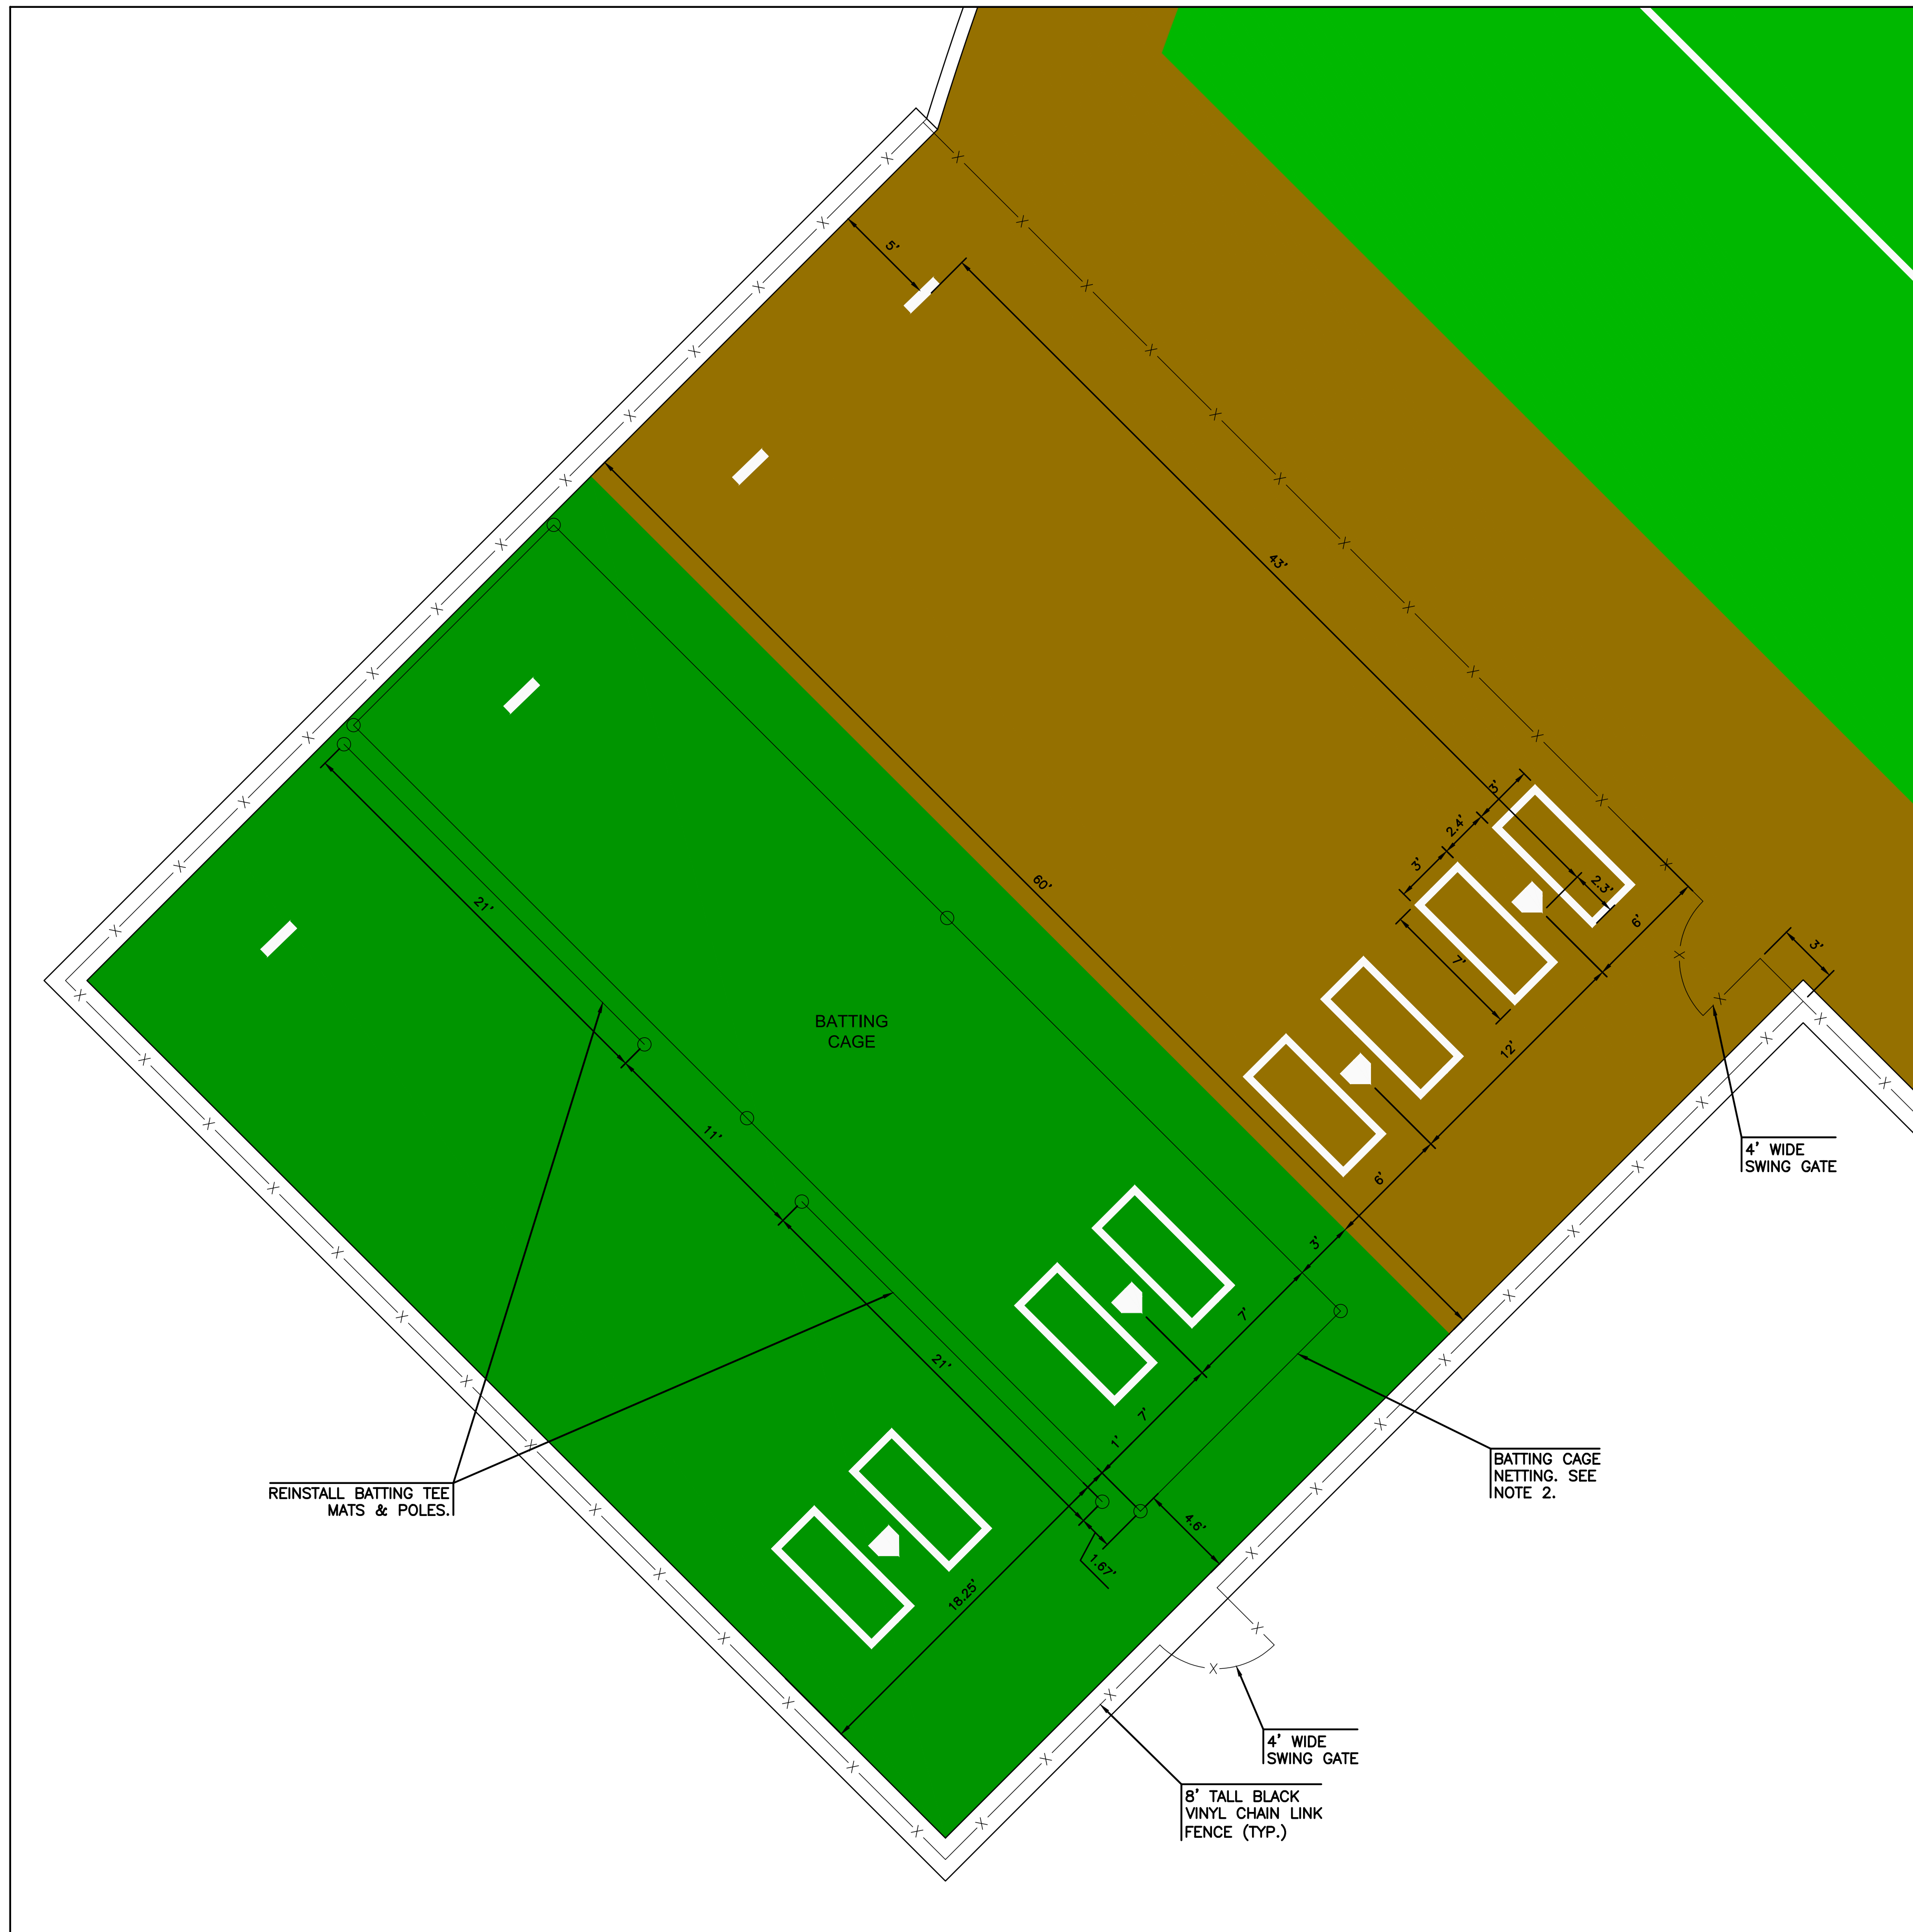 5'
43'
3'
2.4'
3'
2.3'
60'
6'
21'
3'
7'
BATTING
CAGE
12'
11'
4' WIDE
SWING GATE
6'
3'
7'
21'
7'
1'
BATTING CAGE
NETTING. SEE
NOTE 2.
REINSTALL BATTING TEE
MATS & POLES.
4.6'
1.67'
18.25'
4' WIDE
SWING GATE
8' TALL BLACK
VINYL CHAIN LINK
FENCE (TYP.)